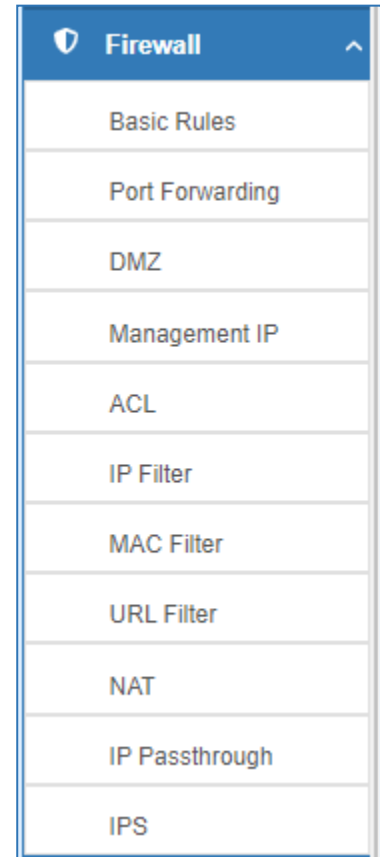 Firewall
Basic Rules
Port Forwarding
DMZ
Management IP
ACL
IP Filter
MAC Filter
URL Filter
NAT
IP Passthrough
IPS